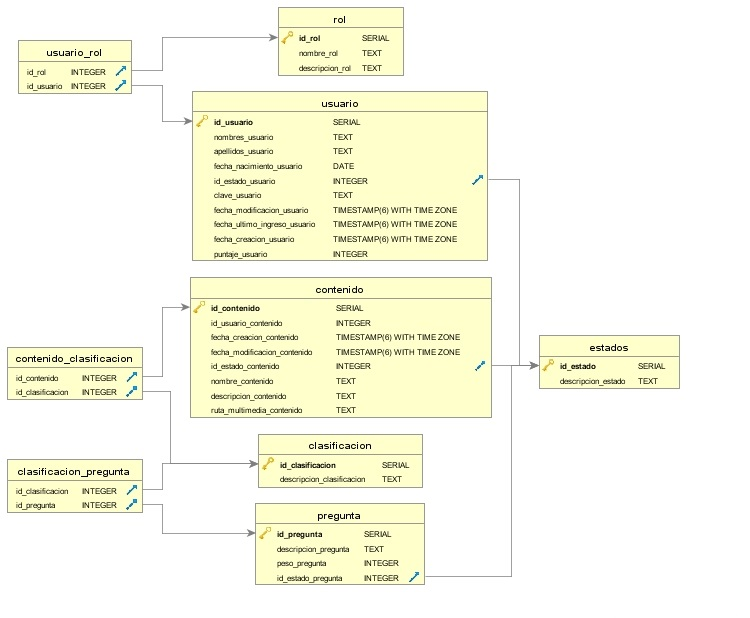 rol
id_rol SERIAL
nombre_rol TEXT
descripcion_rol TEXT
usuario_rol
id_rol INTEGER
id_usuario INTEGER
usuario
id_usuario SERIAL
nombres_usuario TEXT
apellidos_usuario TEXT
fecha_nacimiento_usuario DATE
id_estado_usuario INTEGER
clave_usuario TEXT
fecha_modificacion_usuario TIMESTAMP(6) WITH TIME ZONE
fecha_ultimo_ingreso_usuario TIMESTAMP(6) WITH TIME ZONE
fecha_creacion_usuario TIMESTAMP(6) WITH TIME ZONE
puntaje_usuario INTEGER
contenido
id_contenido SERIAL
id_usuario_contenido INTEGER
fecha_creacion_contenido TIMESTAMP(6) WITH TIME ZONE
fecha_modificacion_contenido TIMESTAMP(6) WITH TIME ZONE
id_estado_contenido INTEGER
nombre_contenido TEXT
descripcion_contenido TEXT
ruta_multimedia_contenido TEXT
estados
id_estado SERIAL
descripcion_estado TEXT
contenido_clasificacion
id_contenido INTEGER
id_clasificacion INTEGER
clasificacion
id_clasificacion SERIAL
descripcion_clasificacion TEXT
clasificacion_pregunta
id_clasificacion INTEGER
id_pregunta INTEGER
pregunta
id_pregunta SERIAL
descripcion_pregunta TEXT
peso_pregunta INTEGER
id_estado_pregunta INTEGER